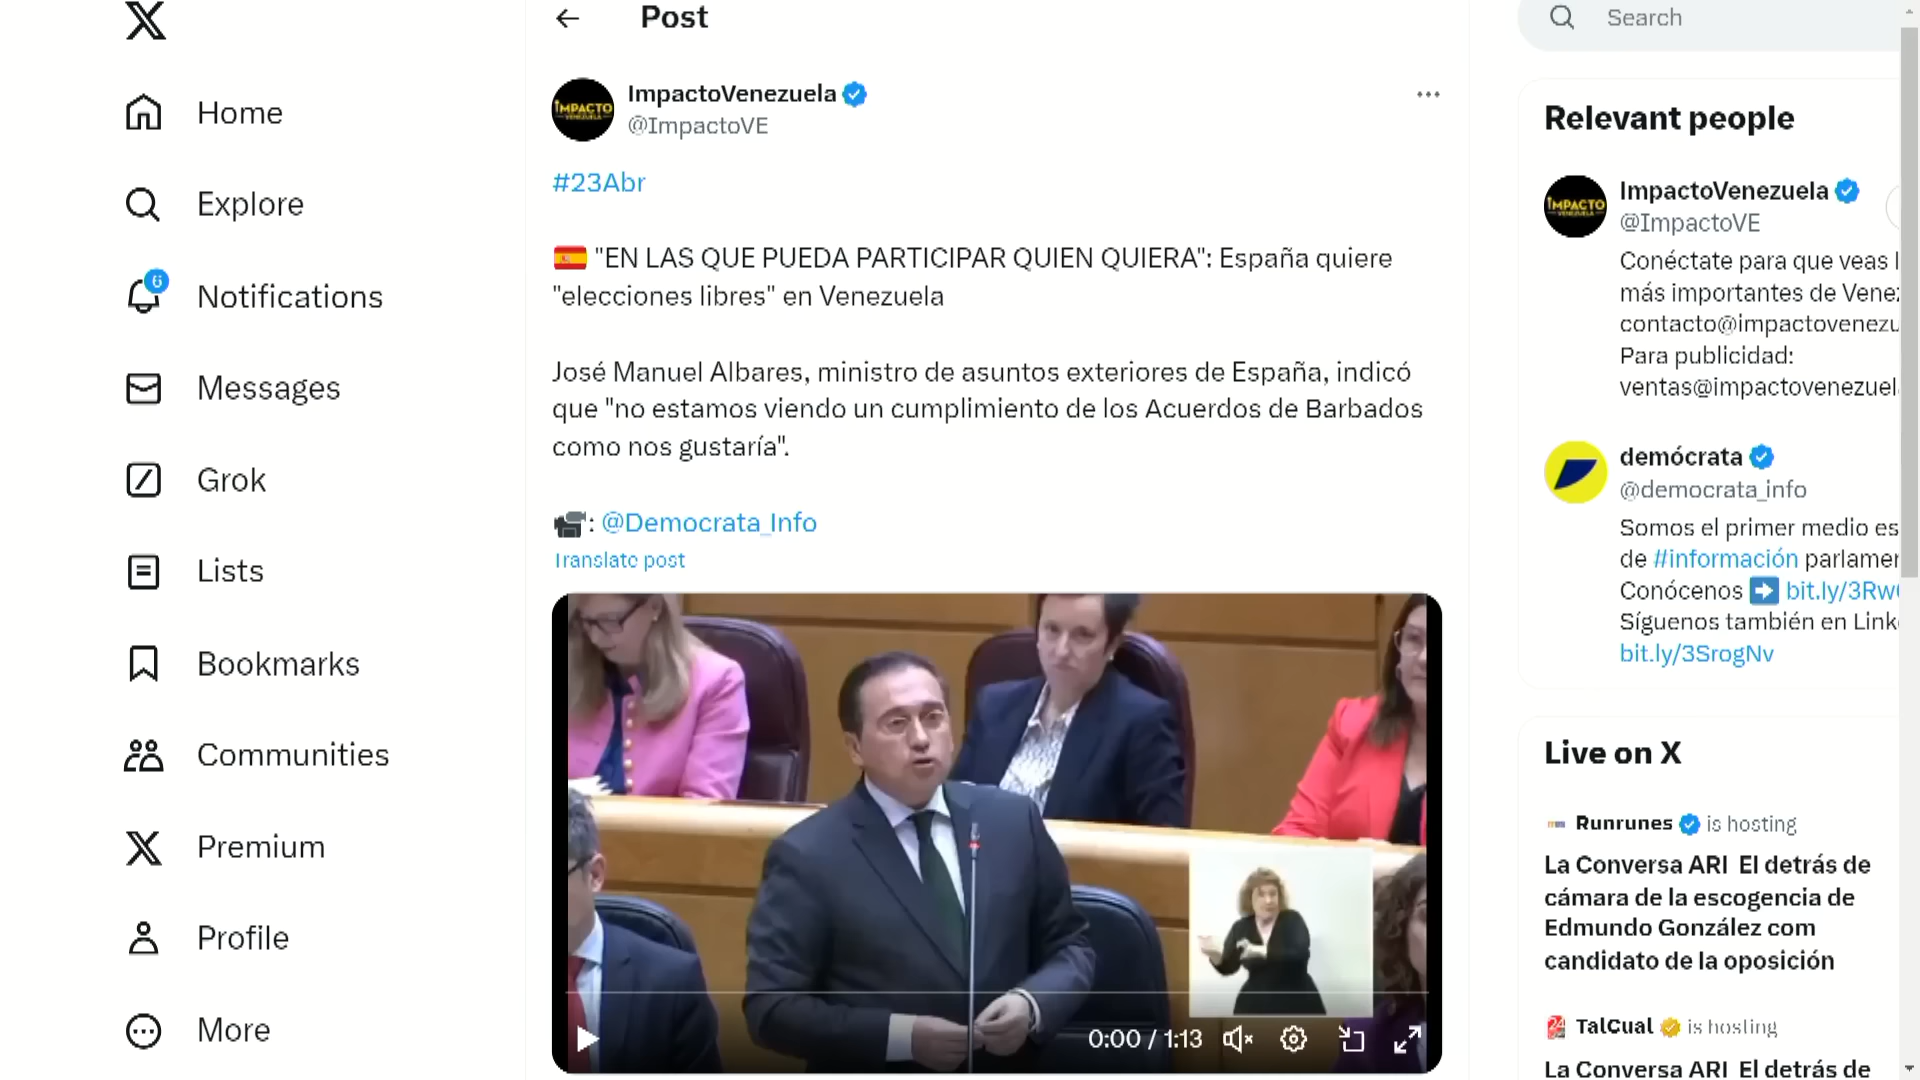 Home
Explore
6
Notifications
Messages
Grok
Lists
Bookmarks
Communities
Premium
Profile
More
Post
IMPACTO
VENEZUELA
ImpactoVenezuela
@ImpactoVE
#23Abr
"EN LAS QUE PUEDA PARTICIPAR QUIEN QUIERA": España quiere
"elecciones libres" en Venezuela
José Manuel Albares, ministro de asuntos exteriores de España, indicó
que "no estamos viendo un cumplimiento de los Acuerdos de Barbados
como nos gustaría".
: @Democrata_Info
Translate post
0:00 / 1:13
Search
Relevant people
IMPACTO
VENEZUELA
ImpactoVenezuela
@ImpactoVE
Conéctate para que veas l
más importantes de Venez
contacto@impactovenezu
Para publicidad:
ventas@impactovenezuel
demócrata
@democrata_info
Somos el primer medio es
de #información parlamen
Conócenos bit.ly/3Rw
Síguenos también en Link
bit.ly/3SrogNv
Live on X
Runrunes is hosting
La Conversa ARI El detrás de
cámara de la escogencia de
Edmundo González com
candidato de la oposición
TalCual is hosting
La Conversa ARI El detrás de